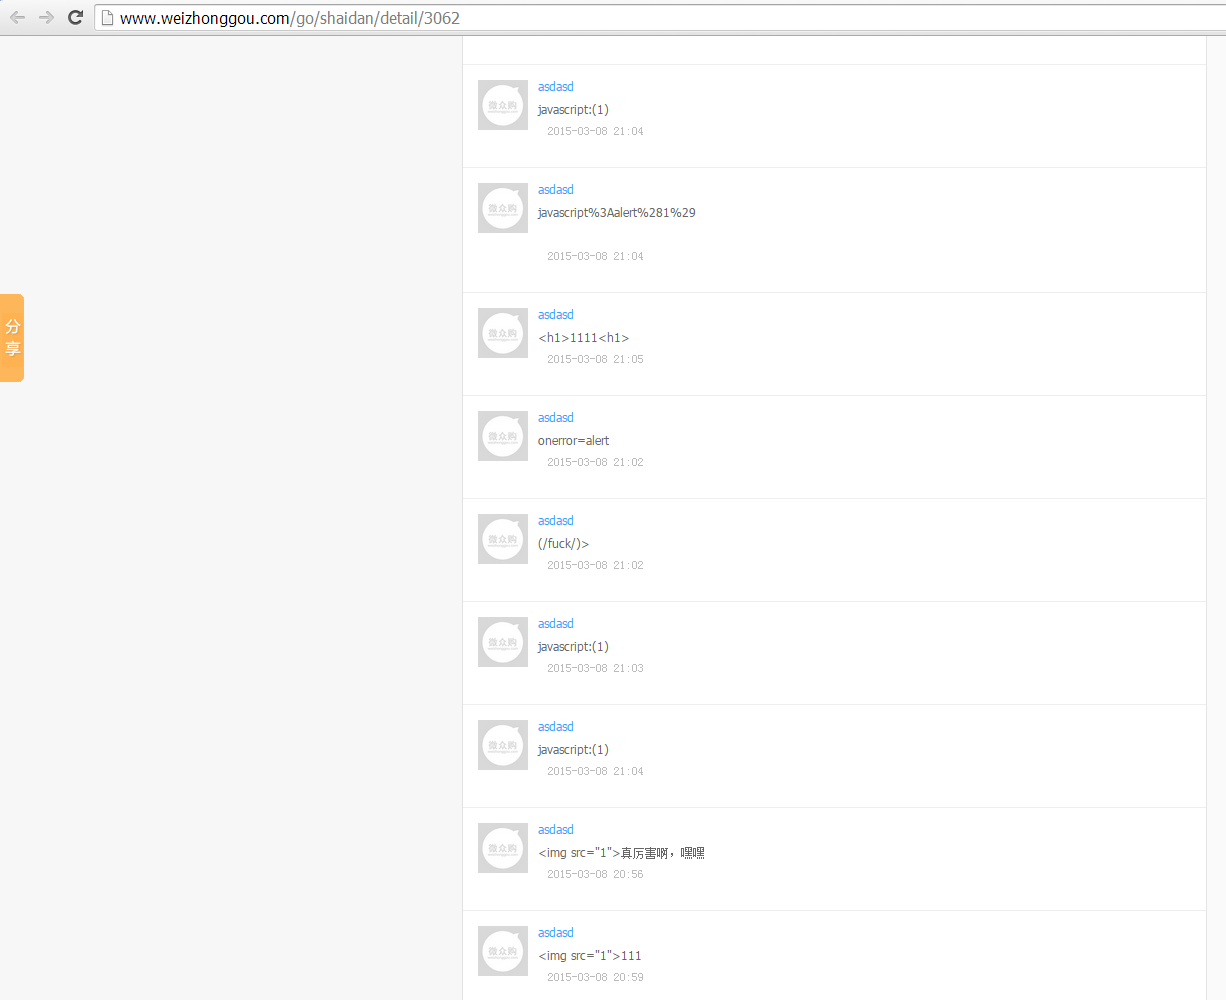 www.weizhonggou.com/go/shaidan/detail/3062
分
享
微众购
asdasd
javascript:(1)
2015-03-08 21:04
微众购
asdasd
javascript%3Aalert%281%29
2015-03-08 21:04
微众购
asdasd
<h1>1111<h1>
2015-03-08 21:05
微众购
asdasd
onerror=alert
2015-03-08 21:02
微众购
asdasd
(/fuck/)>
2015-03-08 21:02
微众购
asdasd
javascript:(1)
2015-03-08 21:03
微众购
asdasd
javascript:(1)
2015-03-08 21:04
微众购
asdasd
<img src="1">真厉害啊，嘿嘿
2015-03-08 20:56
微众购
asdasd
<img src="1">111
2015-03-08 20:59